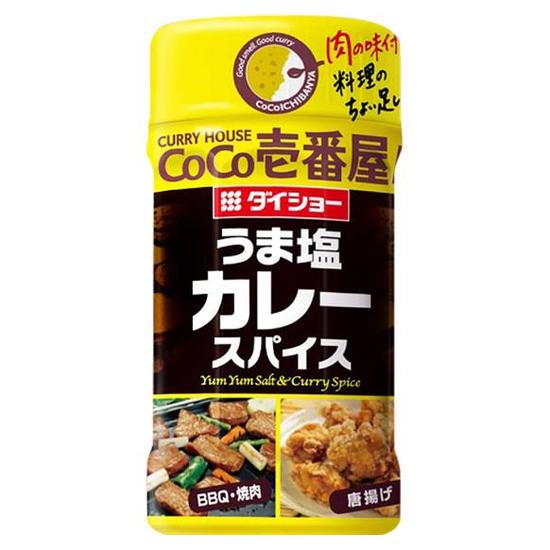 Good smell. Good curry
CoCoICHIBANYA
肉の味付
料理の
ちょい足し
CURRY HOUSE
CoCo壱番屋
ダイショー
うま塩
カレー
スパイス
Yum Yum Salt & Curry Spice
BBQ・焼肉
唐揚げ